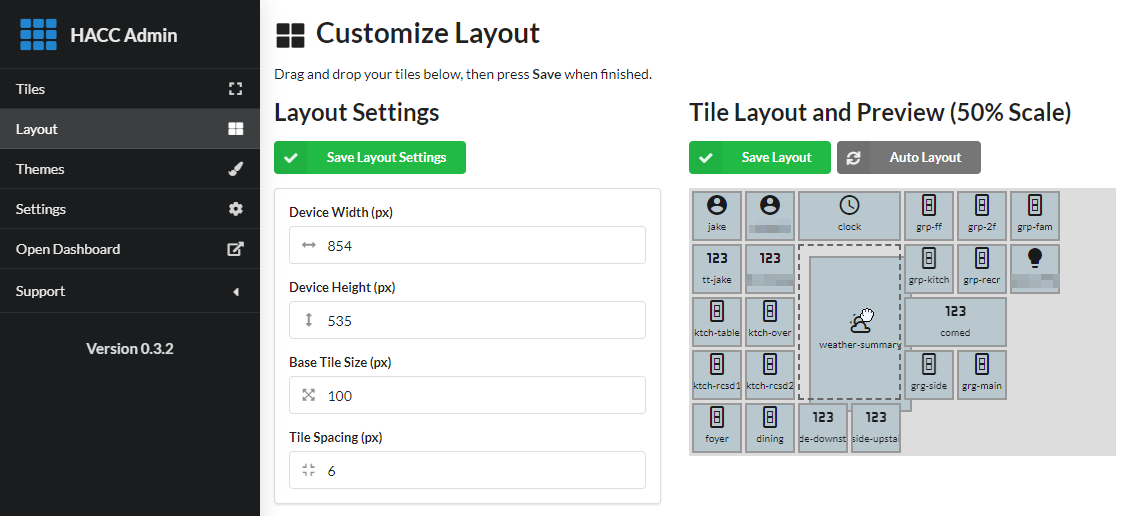 HACC Admin
Tiles
Layout
Themes
Settings
Open Dashboard
Support
Version 0.3.2
Customize Layout
Drag and drop your tiles below, then press Save when finished.
Layout Settings
Save Layout Settings
Device Width (px)
854
Device Height (px)
535
Base Tile Size (px)
100
Tile Spacing (px)
6
Tile Layout and Preview (50% Scale)
Save Layout Auto Layout
jake clock grp-ff grp-2f grp-fam
123 123
tt-jake grp-kitch grp-recr
123
ktch-table ktch-over comed
weather-summary
ktch-rcsd1 ktch-rcsd2 grg-side grg-main
123 123
foyer dining de-downst side-upstai